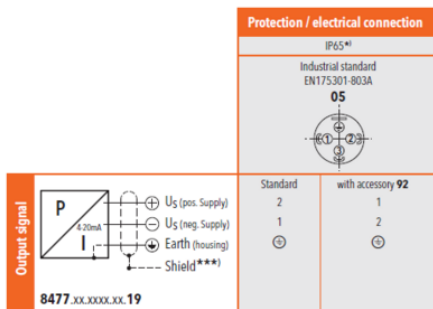 Protection / electrical connection
IP65*)
Industrial standard
EN175301-803A
05
1 2
3
Output signal
P
4-20mA
I
US (pos. Supply)
US (neg. Supply)
Earth (housing)
Shield***)
8477.xx.xxxx.xx.19
Standard with accessory 92
2 1
1 2